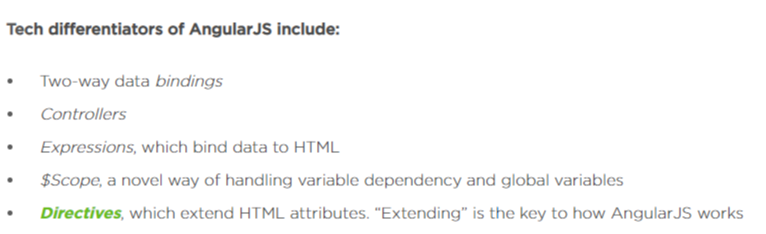 Tech differentiators of AngularJS include:
• Two-way data bindings
• Controllers
• Expressions, which bind data to HTML
• $Scope, a novel way of handling variable dependency and global variables
• Directives, which extend HTML attributes. “Extending” is the key to how AngularJS works